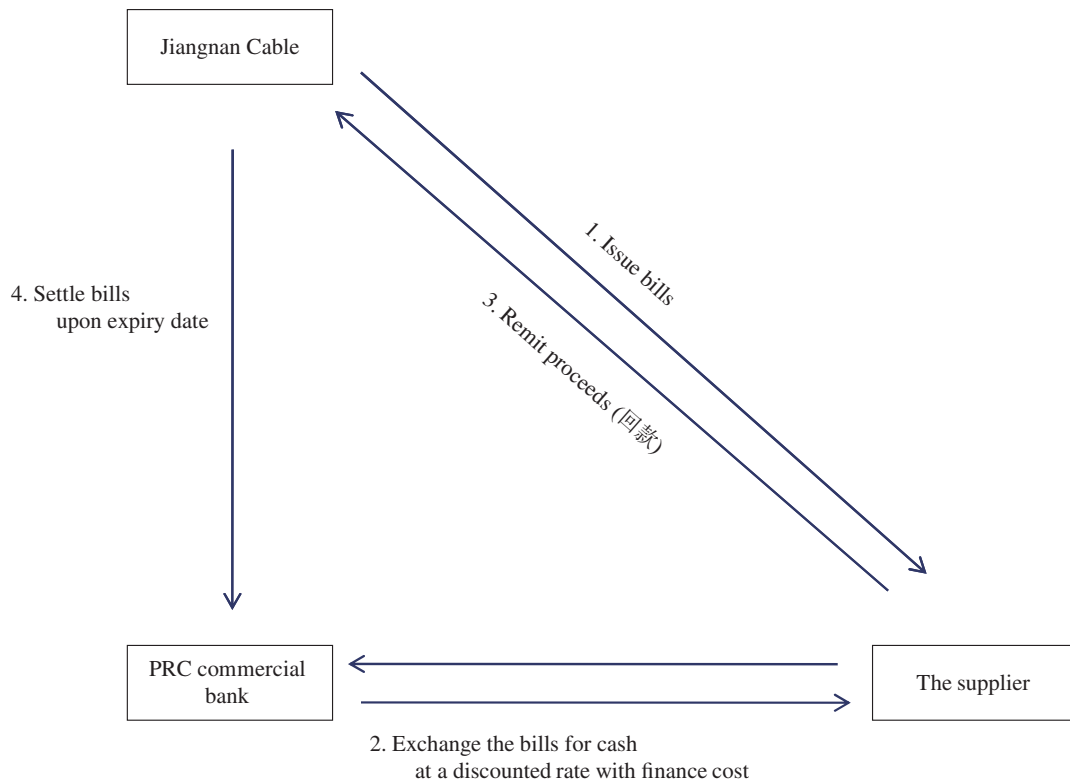 Jiangnan Cable
1. Issue bills
3. Remit proceeds (回款)
4. Settle bills
upon expiry date
PRC commercial
bank
The supplier
2. Exchange the bills for cash
at a discounted rate with finance cost